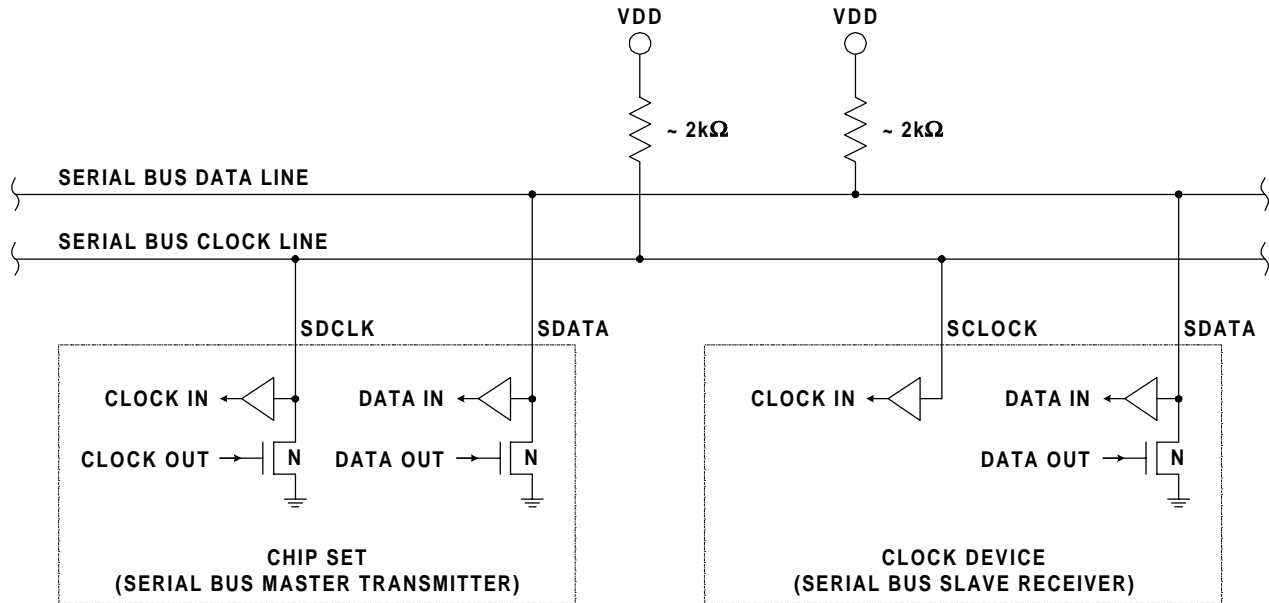 VDD VDD
~ 2kΩ ~ 2kΩ
SERIAL BUS DATA LINE
SERIAL BUS CLOCK LINE
SDCLK SDATA SCLOCK SDATA
CLOCK IN DATA IN CLOCK IN DATA IN
CLOCK OUT N DATA OUT N DATA OUT N
CHIP SET
(SERIAL BUS MASTER TRANSMITTER)
CLOCK DEVICE
(SERIAL BUS SLAVE RECEIVER)